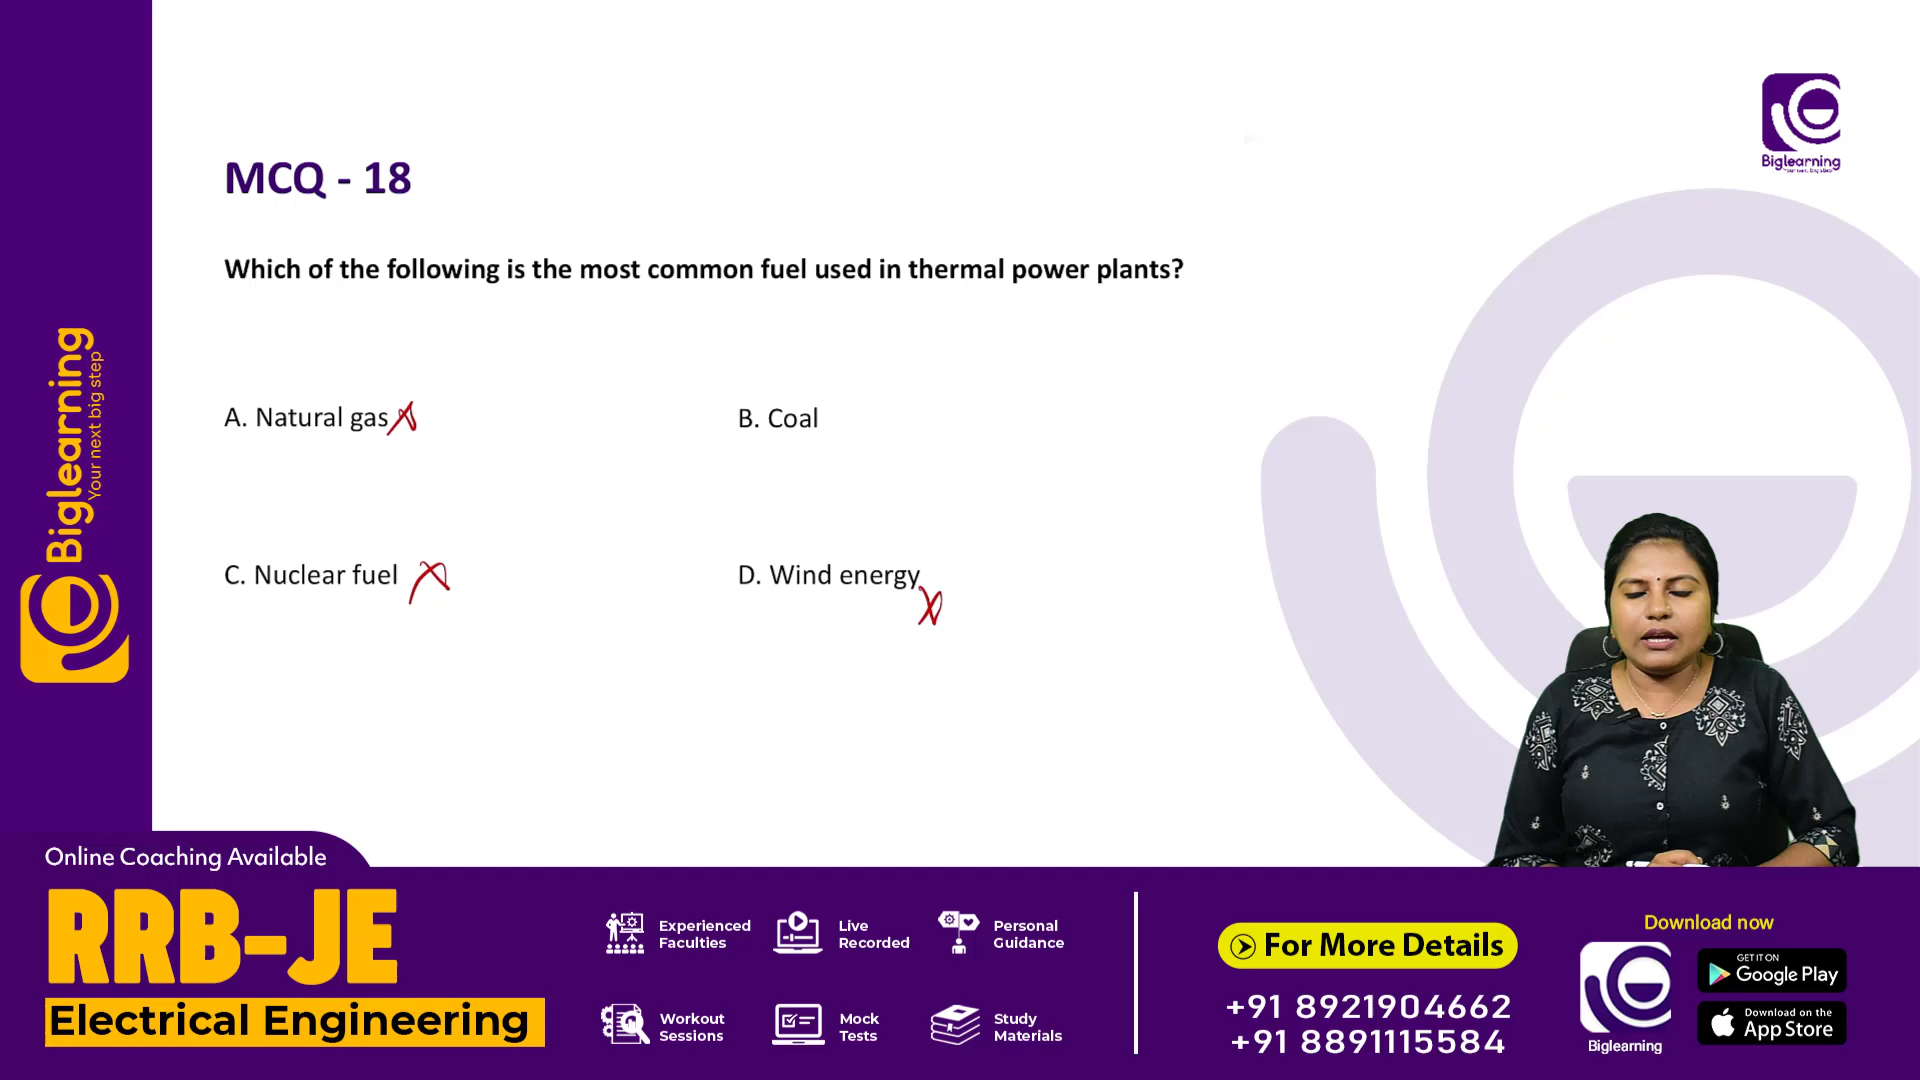 Biglearning
MCQ - 18
Which of the following is the most common fuel used in thermal power plants?
A. Natural gas
B. Coal
C. Nuclear fuel
D. Wind energy
Biglearning
Your next big step
Online Coaching Available
RRB-JE
Electrical Engineering
Experienced
Faculties
Live
Recorded
Personal
Guidance
Workout
Sessions
Mock
Tests
Study
Materials
For More Details
+91 8921904662
+91 8891115584
Download now
Biglearning
GET IT ON
Google Play
Download on the
App Store